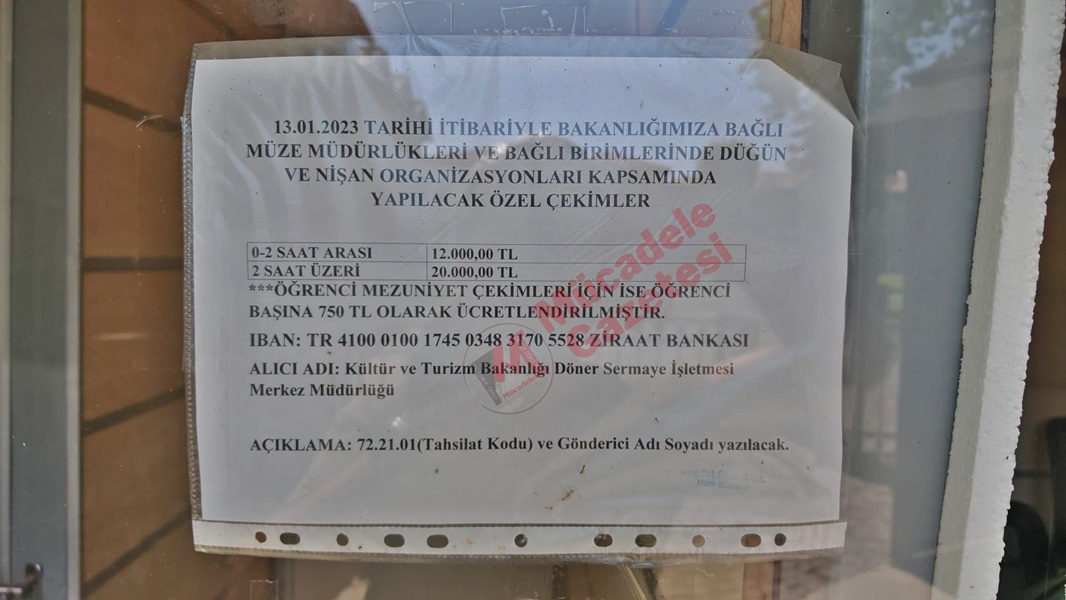 13.01.2023 TARİHİ İTİBARİYLE BAKANLIĞIMIZA BAĞLI
MÜZE MÜDÜRLÜKLERİ VE BAĞLI BİRİMLERİNDE DÜĞÜN
VE NİŞAN ORGANİZASYONLARI KAPSAMINDA
YAPILACAK ÖZEL ÇEKİMLER
0-2 SAAT ARASI 12.000,00 TL
2 SAAT ÜZERİ 20.000,00 TL
***ÖĞRENCİ MEZUNİYET ÇEKİMLERİ İÇİN İSE ÖĞRENCİ
BAŞINA 750 TL OLARAK ÜCRETLENDİRİLMİŞTİR.
IBAN: TR 4100 0100 1745 0348 3170 5528 ZİRAAT BANKASI
ALICI ADI: Kültür ve Turizm Bakanlığı Döner Sermaye İşletmesi
Merkez Müdürlüğü
AÇIKLAMA: 72.21.01(Tahsilat Kodu) ve Gönderici Adı Soyadı yazılacak.
Mücadele
Gazetesi
M